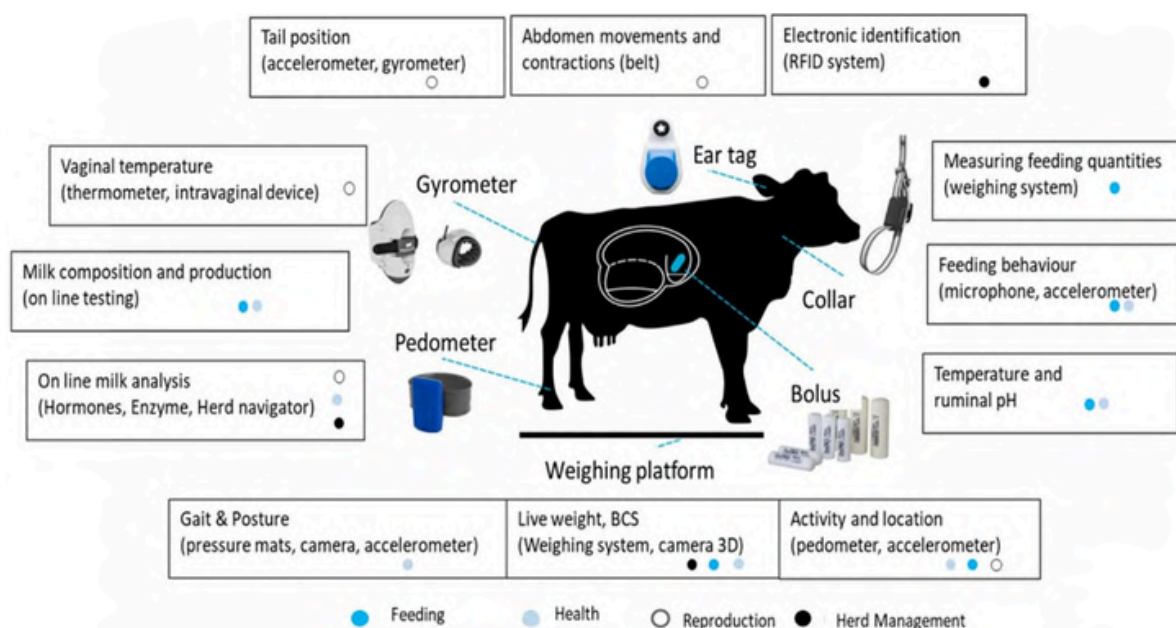 Tail position
(accelerometer, gyrometer)
Abdomen movements and
contractions (belt)
Electronic identification
(RFID system)
Vaginal temperature
(thermometer, intravaginal device)
Gyrometer
Ear tag
Measuring feeding quantities
(weighing system)
Milk composition and production
(on line testing)
Collar
Feeding behaviour
(microphone, accelerometer)
On line milk analysis
(Hormones, Enzyme, Herd navigator)
Pedometer
Bolus
Temperature and
ruminal pH
Weighing platform
Gait & Posture
(pressure mats, camera, accelerometer)
Live weight, BCS
(Weighing system, camera 3D)
Activity and location
(pedometer, accelerometer)
Feeding
Health
Reproduction
Herd Management